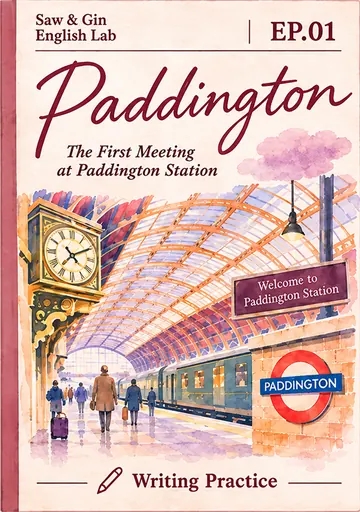 Saw & Gin
English Lab
EP.01
Paddington
The First Meeting
at Paddington Station
Welcome to
Paddington Station
PADDINGTON
Writing Practice